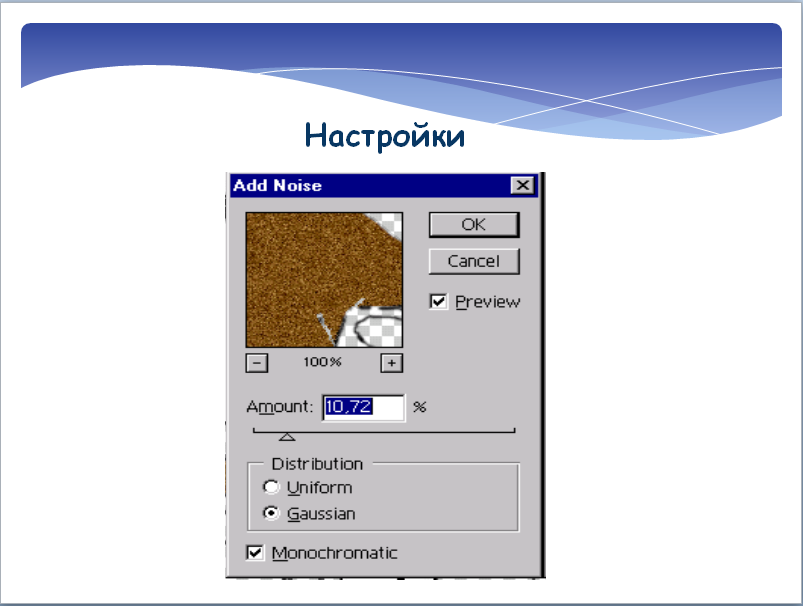 Настройки
Add Noise
OK
Cancel
Preview
- 100% +
Amount: 10,72 %
Distribution
Uniform
Gaussian
Monochromatic